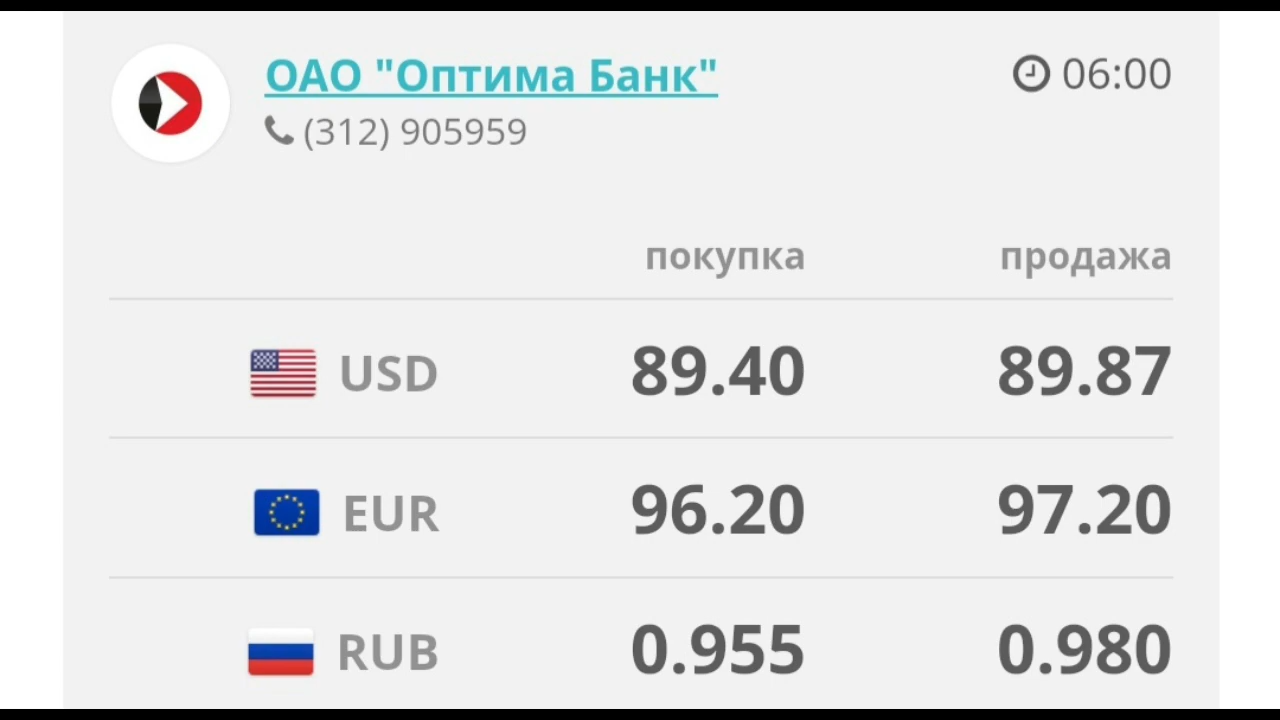 ОАО "Оптима Банк" 06:00
(312) 905959
покупка продажа
USD 89.40 89.87
EUR 96.20 97.20
RUB 0.955 0.980